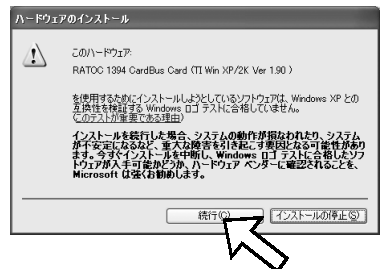 ハードウェアのインストール
このハードウェア:
RATOC 1394 CardBus Card (TI Win XP/2K Ver 1.90 )
を使用するためにインストールしようとしているソフトウェアは、Windows XP との
互換性を検証する Windows ロゴ テストに合格していません。
(このテストが重要である理由)
インストールを続行した場合、システムの動作が損なわれたり、システム
が不安定になるなど、重大な障害を引き起こす要因となる可能性があり
ます。今すぐインストールを中断し、Windows ロゴ テストに合格したソフ
トウェアが入手可能かどうか、ハードウェア ベンダーに確認されることを、
Microsoft は強くお勧めします。
続行(C)
インストールの停止(S)